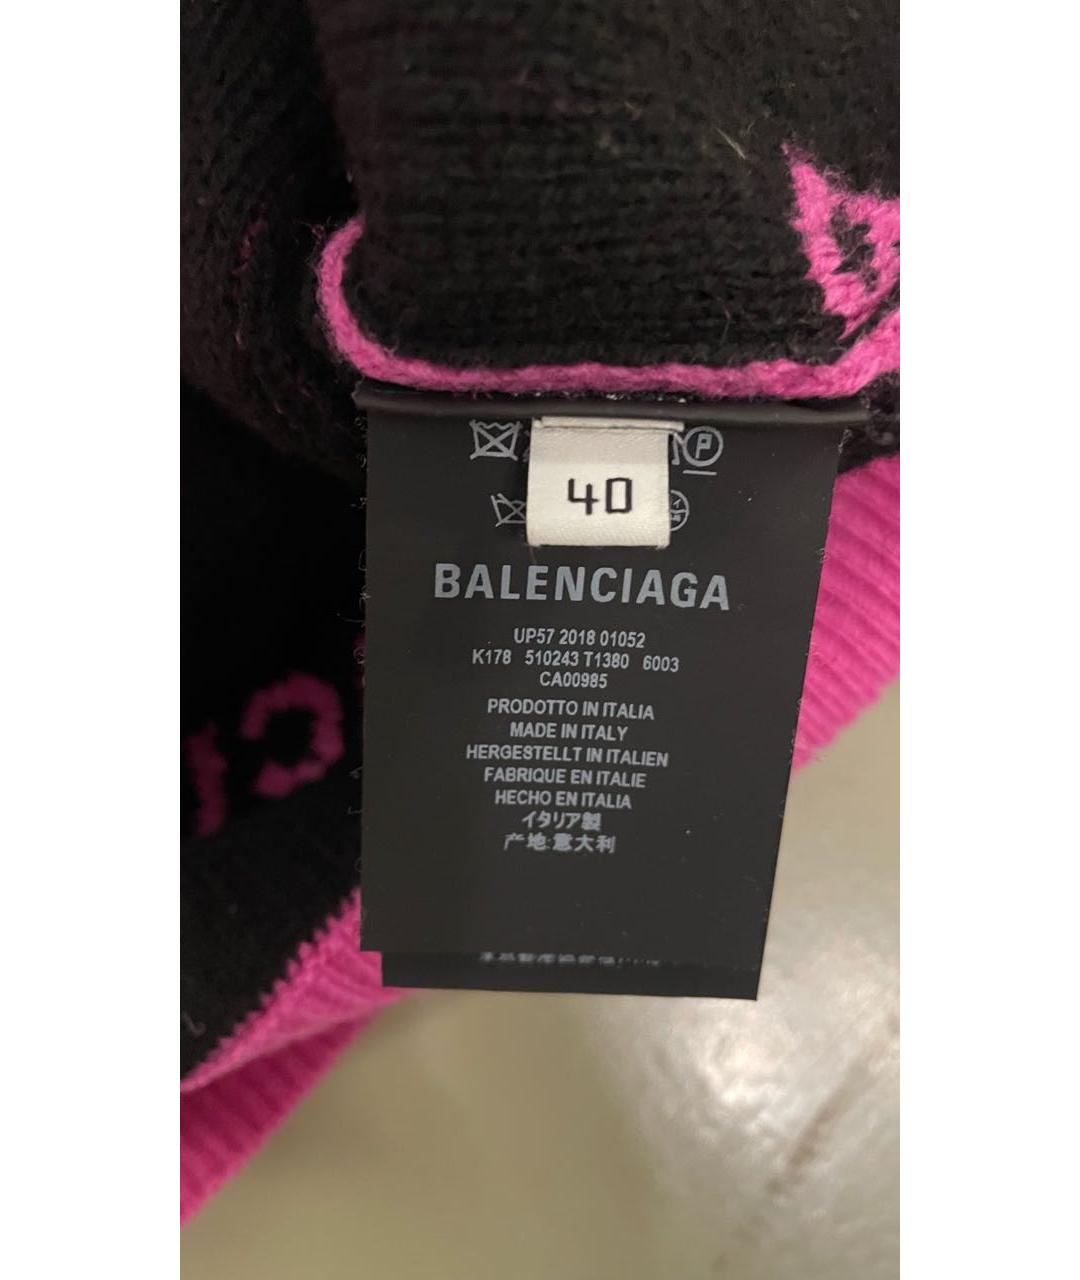 40
BALENCIAGA
UP57 2018 01052
K178 510243 T1380 6003
CA00985
PRODOTTO IN ITALIA
MADE IN ITALY
HERGESTELLT IN ITALIEN
FABRIQUE EN ITALIE
HECHO EN ITALIA
イタリア製
产地:意大利